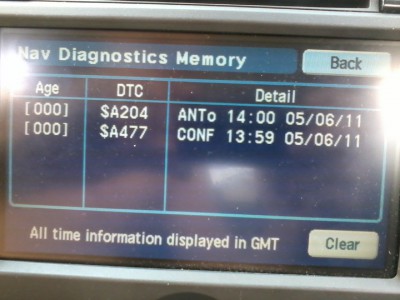 Nav Diagnostics Memory Back
Age DTC Detail
[000] $A204 ANTo 14:00 05/06/11
[000] $A477 CONF 13:59 05/06/11
All time information displayed in GMT Clear